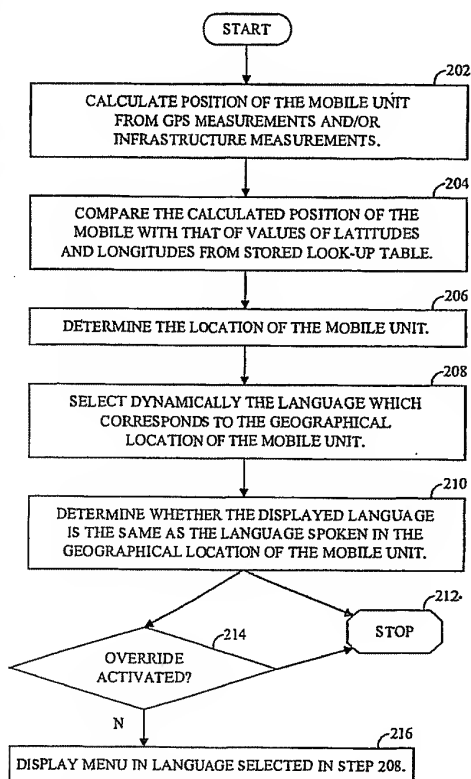 START
202
CALCULATE POSITION OF THE MOBILE UNIT
FROM GPS MEASUREMENTS AND/OR
INFRASTRUCTURE MEASUREMENTS.
204
COMPARE THE CALCULATED POSITION OF THE
MOBILE WITH THAT OF VALUES OF LATITUDES
AND LONGITUDES FROM STORED LOOK-UP TABLE.
206
DETERMINE THE LOCATION OF THE MOBILE UNIT.
208
SELECT DYNAMICALLY THE LANGUAGE WHICH
CORRESPONDS TO THE GEOGRAPHICAL
LOCATION OF THE MOBILE UNIT.
210
DETERMINE WHETHER THE DISPLAYED LANGUAGE
IS THE SAME AS THE LANGUAGE SPOKEN IN THE
GEOGRAPHICAL LOCATION OF THE MOBILE UNIT.
212
STOP
214
OVERRIDE
ACTIVATED?
N
216
DISPLAY MENU IN LANGUAGE SELECTED IN STEP 208.